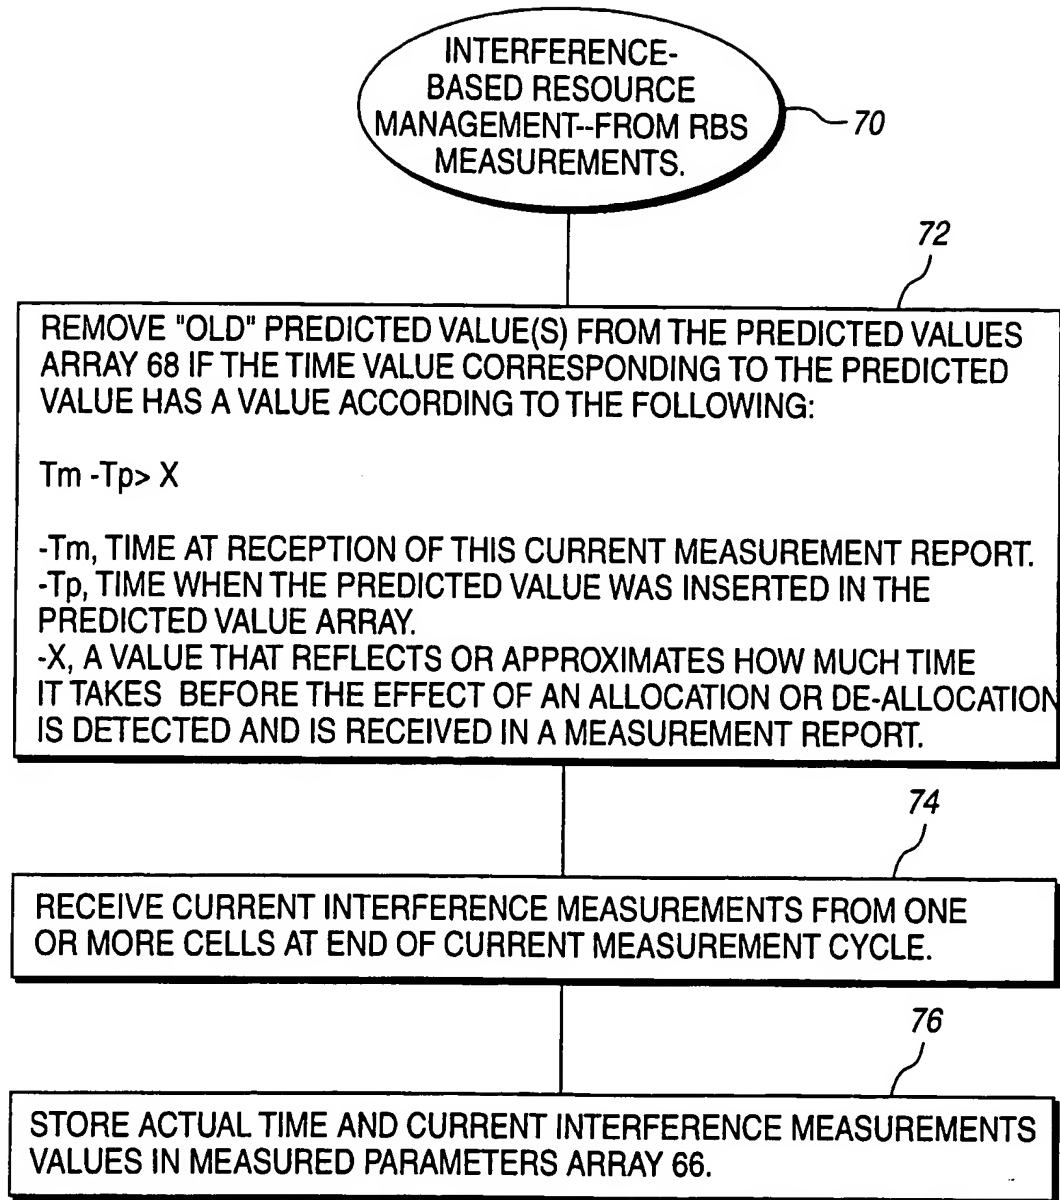 INTERFERENCE-
BASED RESOURCE
MANAGEMENT--FROM RBS
MEASUREMENTS.
70
72
REMOVE "OLD" PREDICTED VALUE(S) FROM THE PREDICTED VALUES
ARRAY 68 IF THE TIME VALUE CORRESPONDING TO THE PREDICTED
VALUE HAS A VALUE ACCORDING TO THE FOLLOWING:
Tm -Tp> X
-Tm, TIME AT RECEPTION OF THIS CURRENT MEASUREMENT REPORT.
-Tp, TIME WHEN THE PREDICTED VALUE WAS INSERTED IN THE
PREDICTED VALUE ARRAY.
-X, A VALUE THAT REFLECTS OR APPROXIMATES HOW MUCH TIME
IT TAKES BEFORE THE EFFECT OF AN ALLOCATION OR DE-ALLOCATION
IS DETECTED AND IS RECEIVED IN A MEASUREMENT REPORT.
74
RECEIVE CURRENT INTERFERENCE MEASUREMENTS FROM ONE
OR MORE CELLS AT END OF CURRENT MEASUREMENT CYCLE.
76
STORE ACTUAL TIME AND CURRENT INTERFERENCE MEASUREMENTS
VALUES IN MEASURED PARAMETERS ARRAY 66.